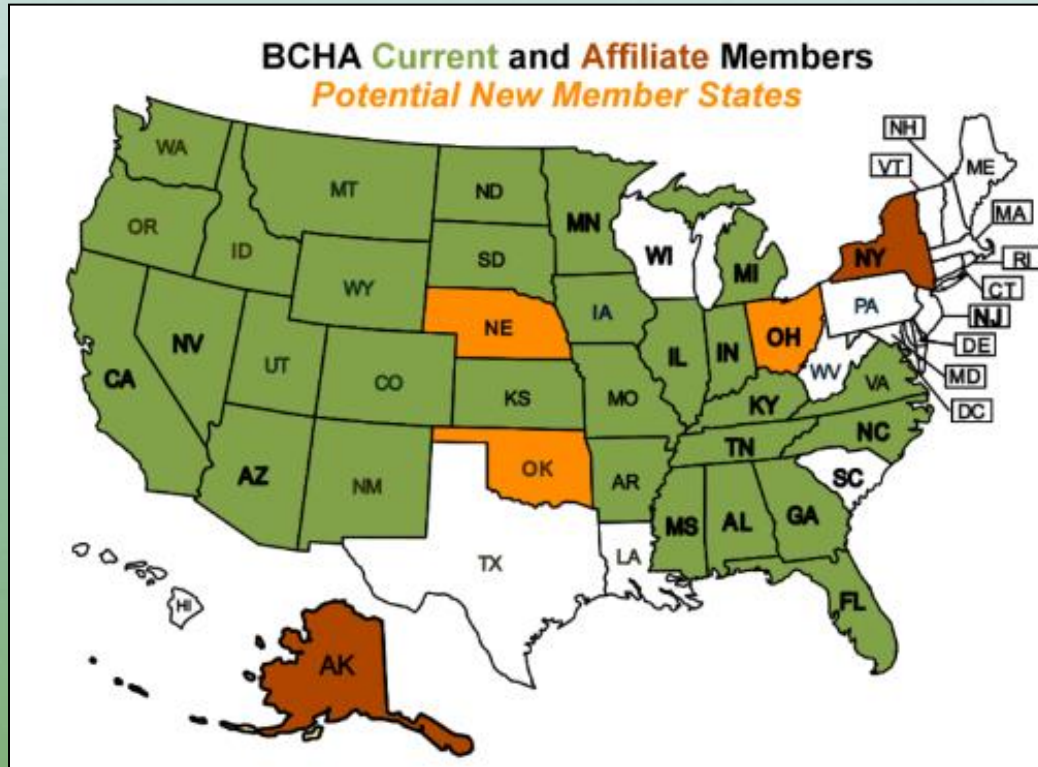 BCHA Current and Affiliate Members
Potential New Member States
NH
WA
VT
ME
MT
ND
MN
MA
OR
ID
SD
WI
MI
NY
RI
WY
CT
IA
PA
NJ
NE
OH
NV
IL
IN
DE
UT
CA
CO
WV
MD
KS
MO
VA
KY
DC
TN
NC
AZ
OK
AR
SC
NM
MS
AL
GA
TX
LA
HI
FL
AK